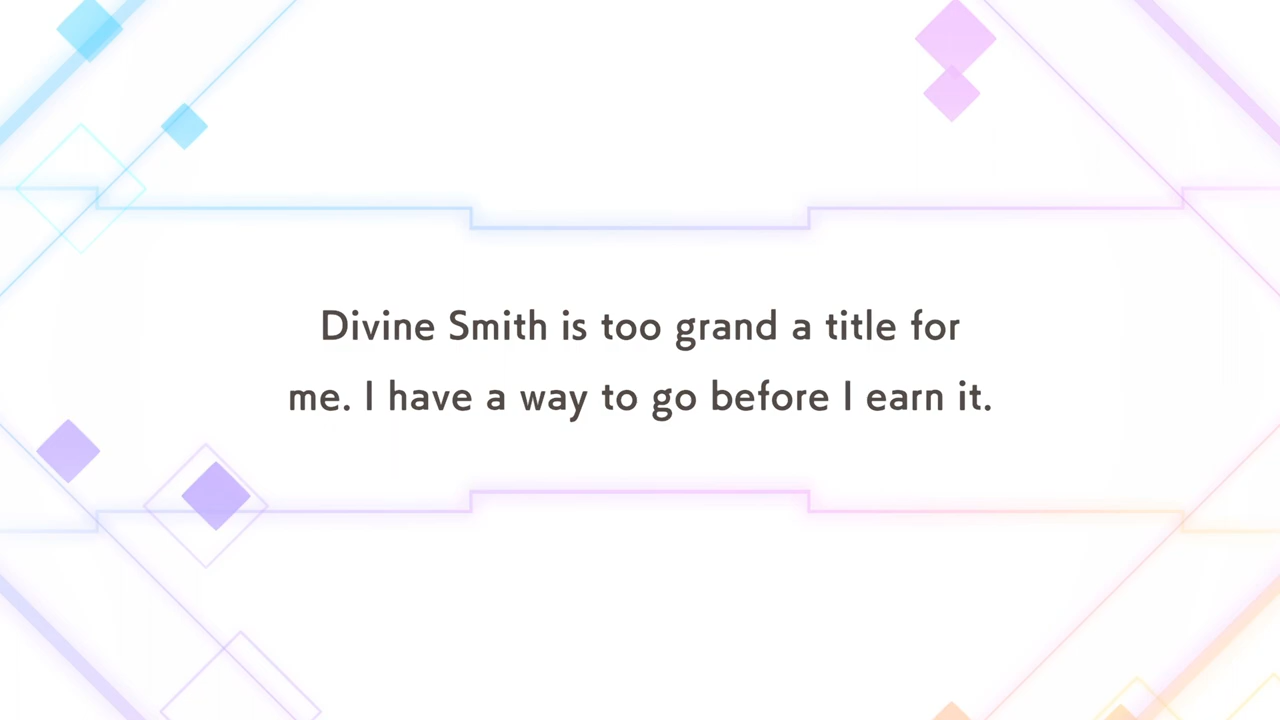 Divine Smith is too grand a title for
me. I have a way to go before I earn it.